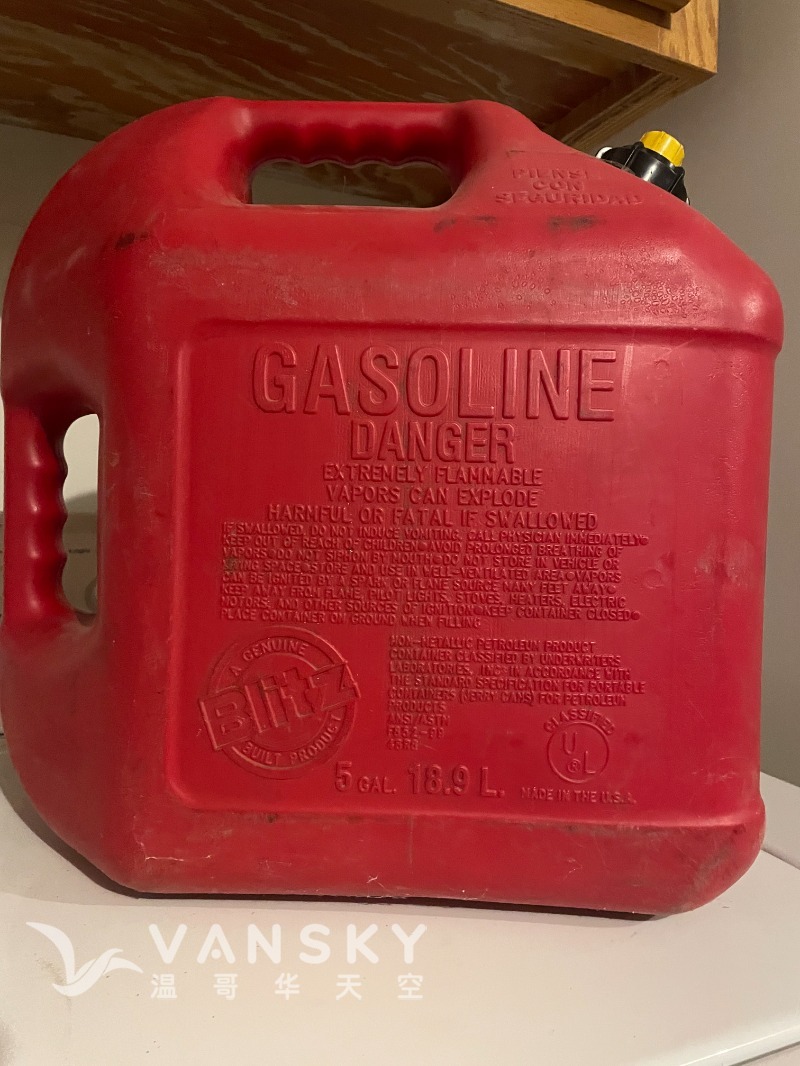 PIENSE
CON
SEGURIDAD
GASOLINE
DANGER
EXTREMELY FLAMMABLE
VAPORS CAN EXPLODE
HARMFUL OR FATAL IF SWALLOWED
IF SWALLOWED, DO NOT INDUCE VOMITING. CALL PHYSICIAN IMMEDIATELY•
KEEP OUT OF REACH OF CHILDREN•AVOID PROLONGED BREATHING OF
VAPORS•DO NOT SIPHON BY MOUTH•DO NOT STORE IN VEHICLE OR
LIVING SPACE•STORE AND USE IN WELL VENTILATED AREA•VAPORS
CAN BE IGNITED BY A SPARK OR FLAME SOURCE MANY FEET AWAY•
KEEP AWAY FROM FLAME, PILOT LIGHTS, STOVES, HEATERS, ELECTRIC
MOTORS, AND OTHER SOURCES OF IGNITION•KEEP CONTAINER CLOSED•
PLACE CONTAINER ON GROUND WHEN FILLING
A GENUINE
Blitz
BUILT PRODUCT
NON-METALLIC PETROLEUM PRODUCT
CONTAINER CLASSIFIED BY UNDERWRITERS
LABORATORIES, INC. IN ACCORDANCE WITH
THE STANDARD SPECIFICATION FOR PORTABLE
CONTAINERS (JERRY CANS) FOR PETROLEUM
PRODUCTS
ANSI/ASTM
CLASSIFIED
UL
®
5 GAL. 18.9 L.
MADE IN THE U.S.A.
VANSKY
温哥华天空